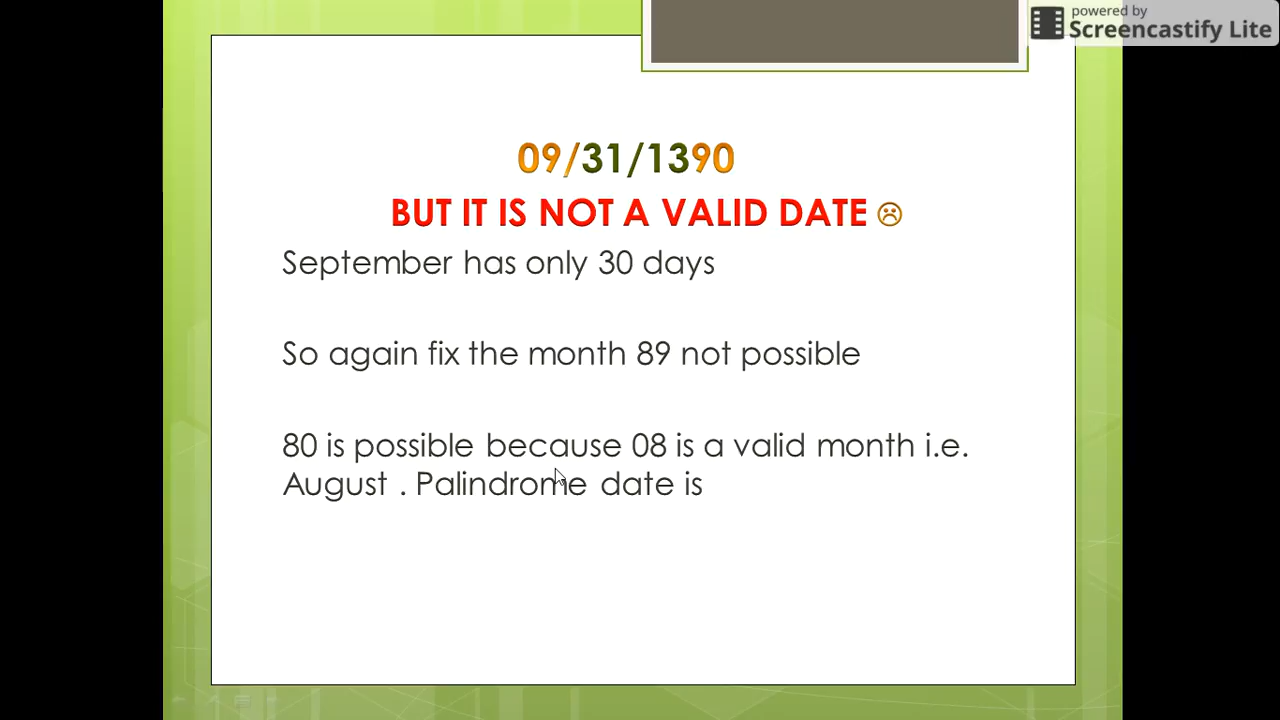 powered by
Screencastify Lite
09/31/1390
BUT IT IS NOT A VALID DATE ☹
September has only 30 days
So again fix the month 89 not possible
80 is possible because 08 is a valid month i.e.
August . Palindrome date is